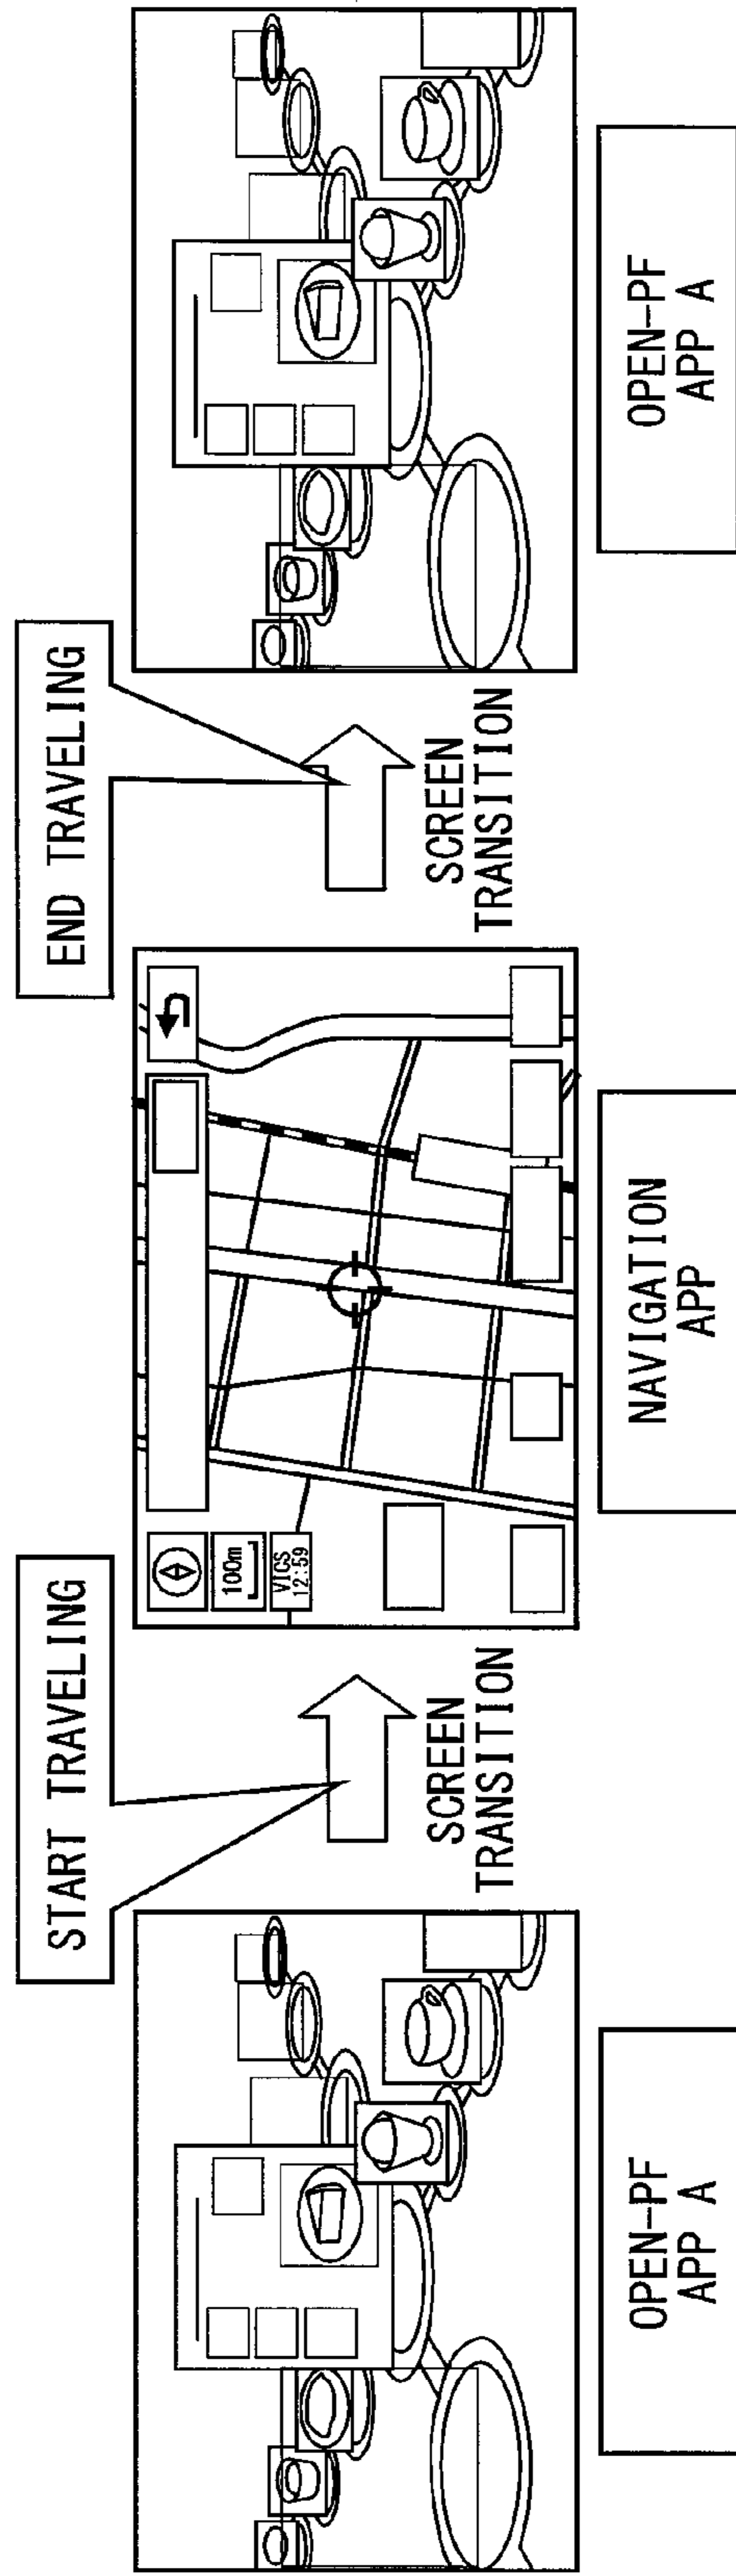 START TRAVELING
END TRAVELING
SCREEN
TRANSITION
100m
VICS
12:59
SCREEN
TRANSITION
OPEN-PF
APP A
NAVIGATION
APP
OPEN-PF
APP A